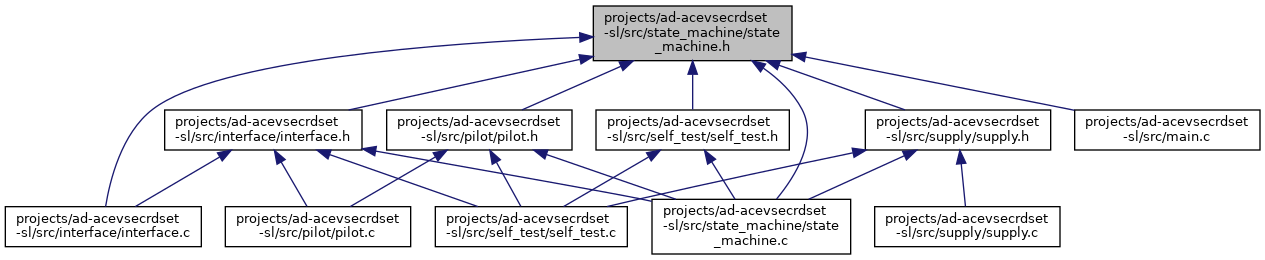 projects/ad-acevsecrdset
-sl/src/state_machine/state
_machine.h
projects/ad-acevsecrdset
-sl/src/interface/interface.h
projects/ad-acevsecrdset
-sl/src/pilot/pilot.h
projects/ad-acevsecrdset
-sl/src/self_test/self_test.h
projects/ad-acevsecrdset
-sl/src/supply/supply.h
projects/ad-acevsecrdset
-sl/src/main.c
projects/ad-acevsecrdset
-sl/src/interface/interface.c
projects/ad-acevsecrdset
-sl/src/pilot/pilot.c
projects/ad-acevsecrdset
-sl/src/self_test/self_test.c
projects/ad-acevsecrdset
-sl/src/state_machine/state
_machine.c
projects/ad-acevsecrdset
-sl/src/supply/supply.c